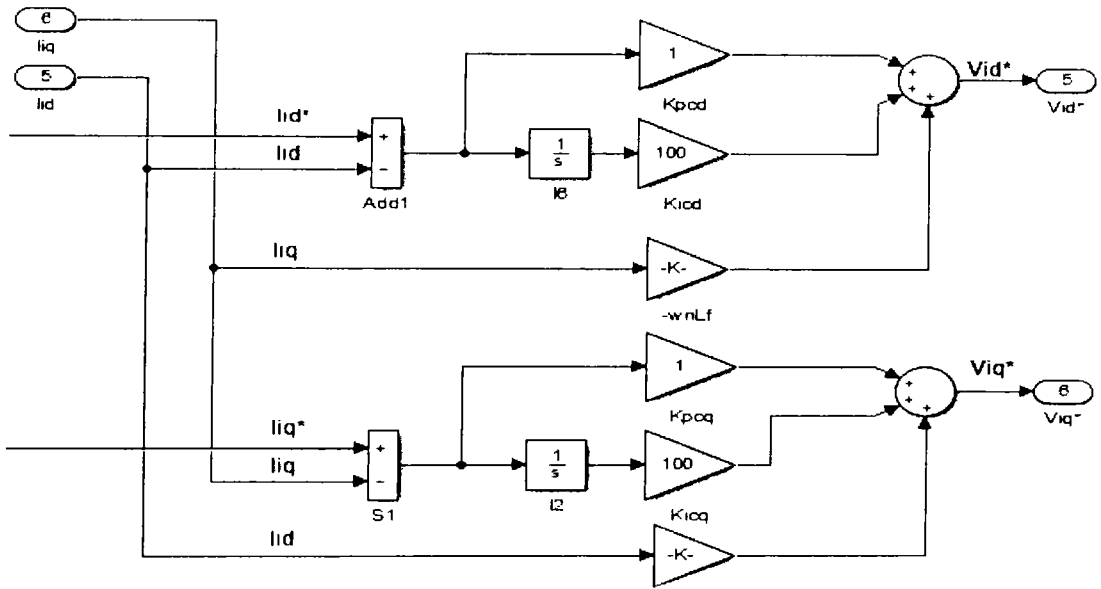 6
Iiq
5
Iid
Iid*
Iid
+
−
Add1
1
Kpcd
1
s
I6
100
Kicd
+
+
+
Vid*
5
Vid*
Iiq
-K-
-wnLf
1
Kpcq
Iiq*
Iiq
+
−
S1
1
s
I2
100
Kicq
+
+
+
Viq*
6
Viq*
Iid
-K-